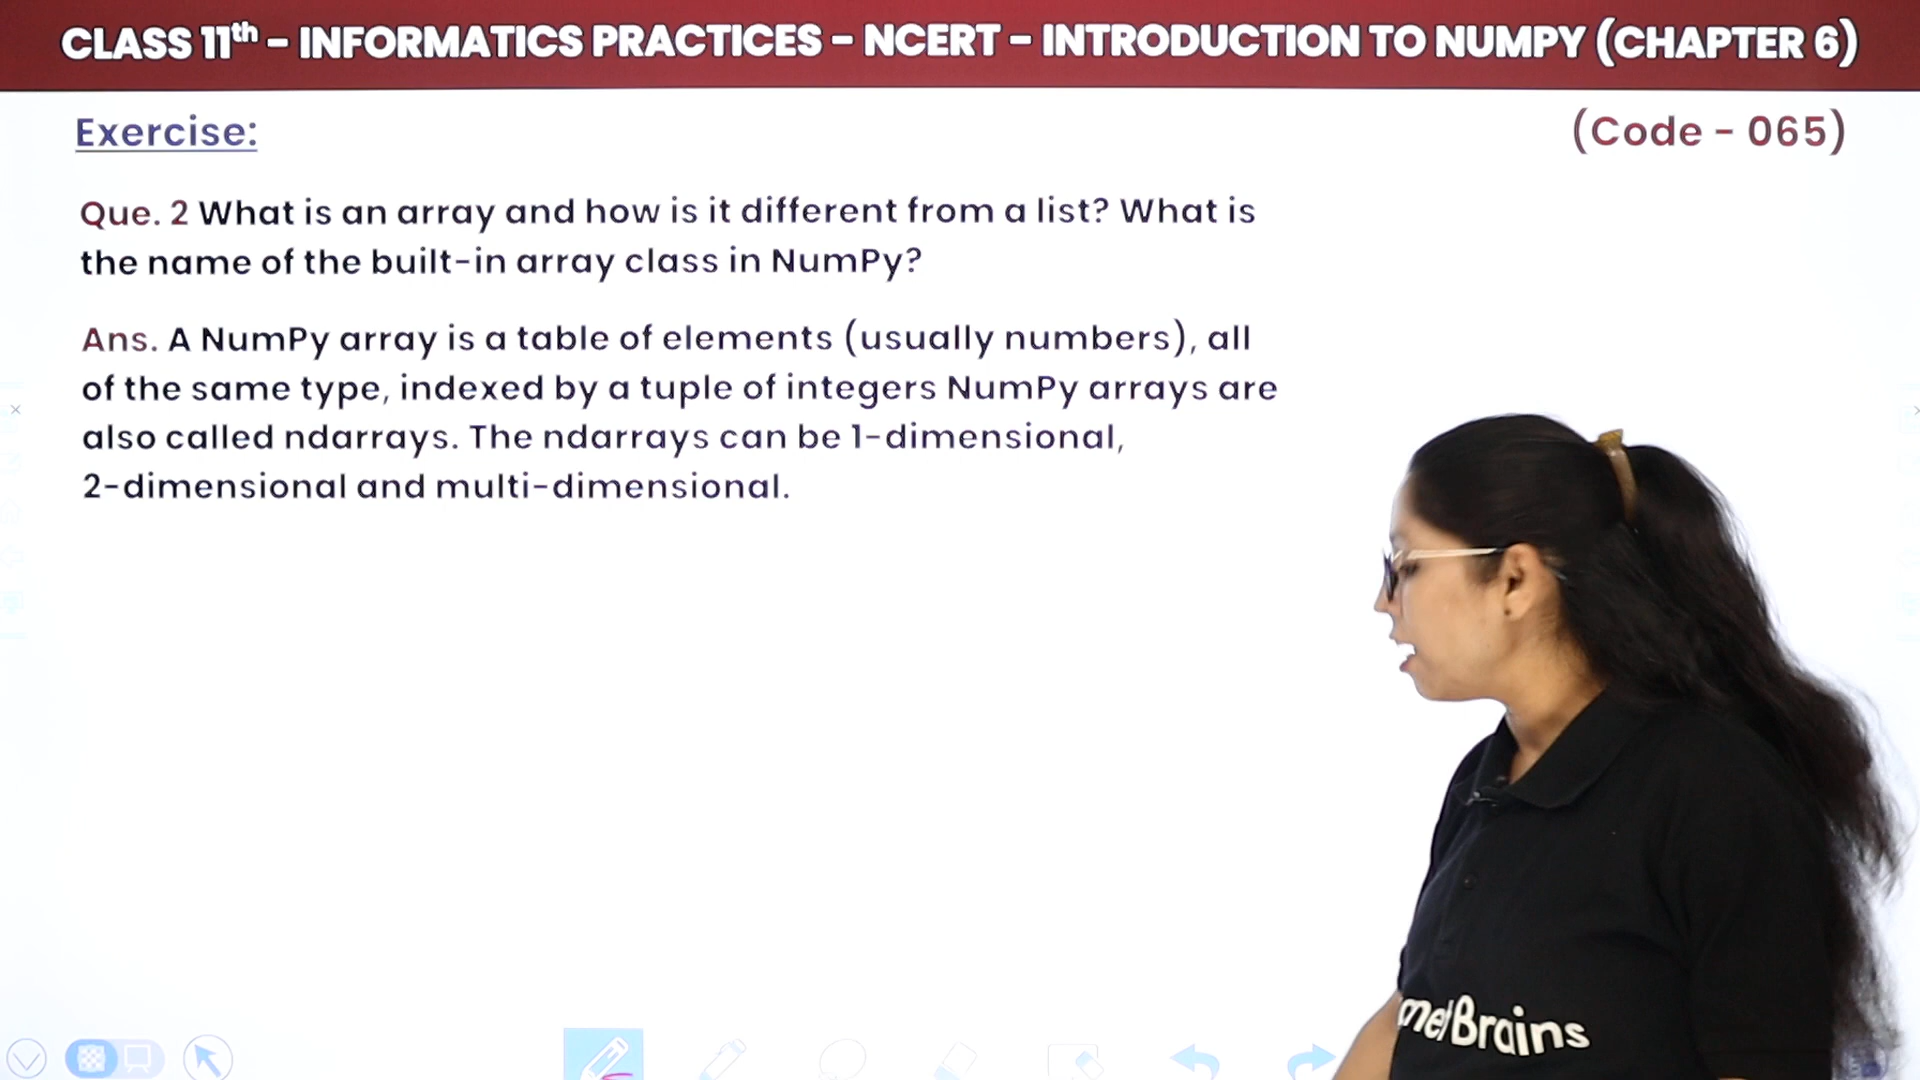 CLASS 11th - INFORMATICS PRACTICES - NCERT - INTRODUCTION TO NUMPY (CHAPTER 6)
Exercise:
(Code - 065)
Que. 2 What is an array and how is it different from a list? What is
the name of the built-in array class in NumPy?
Ans. A NumPy array is a table of elements (usually numbers), all
of the same type, indexed by a tuple of integers NumPy arrays are
also called ndarrays. The ndarrays can be 1-dimensional,
2-dimensional and multi-dimensional.
Brains